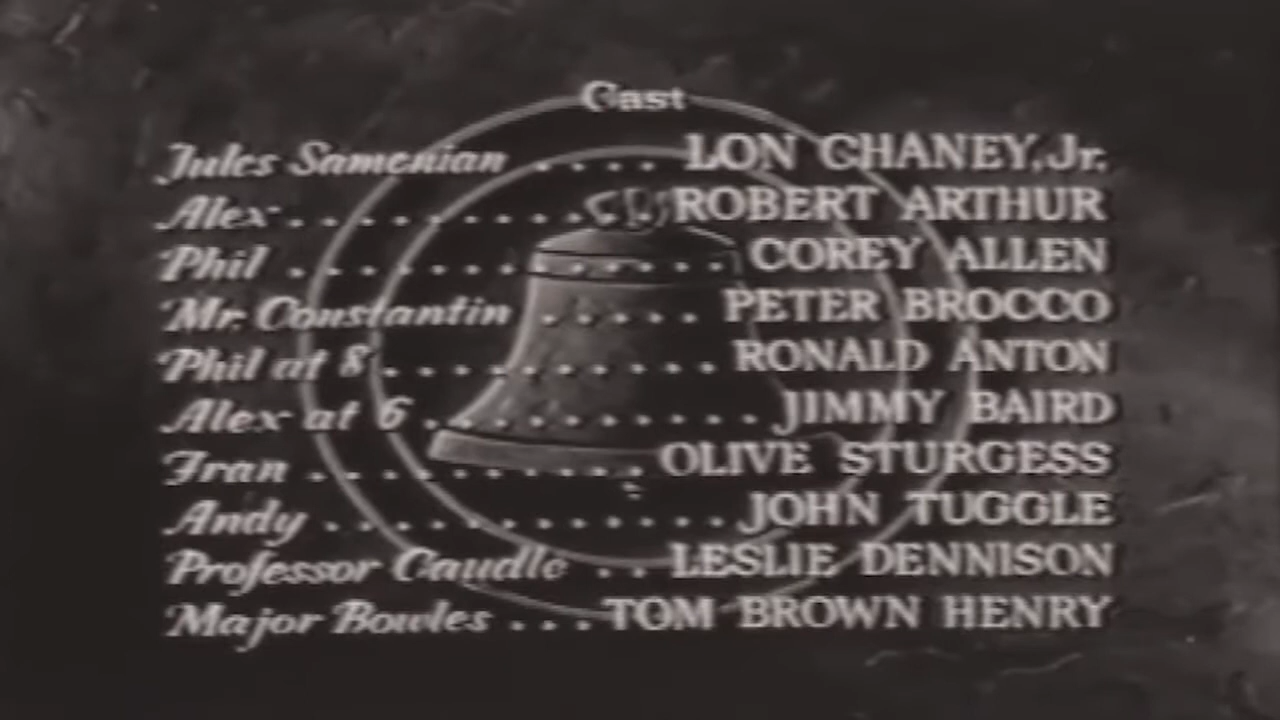 Cast
Jules Samenian . . . . LON CHANEY, Jr.
Alex . . . . . . . . . . . ROBERT ARTHUR
Phil . . . . . . . . . . . . . COREY ALLEN
Mr. Constantin . . . . . PETER BROCCO
Phil at 8 . . . . . . . . . . RONALD ANTON
Alex at 6 . . . . . . . . . . JIMMY BAIRD
Fran . . . . . . . . . . OLIVE STURGESS
Andy . . . . . . . . . . . . JOHN TUGGLE
Professor Caudle . . LESLIE DENNISON
Major Bowles . . . TOM BROWN HENRY